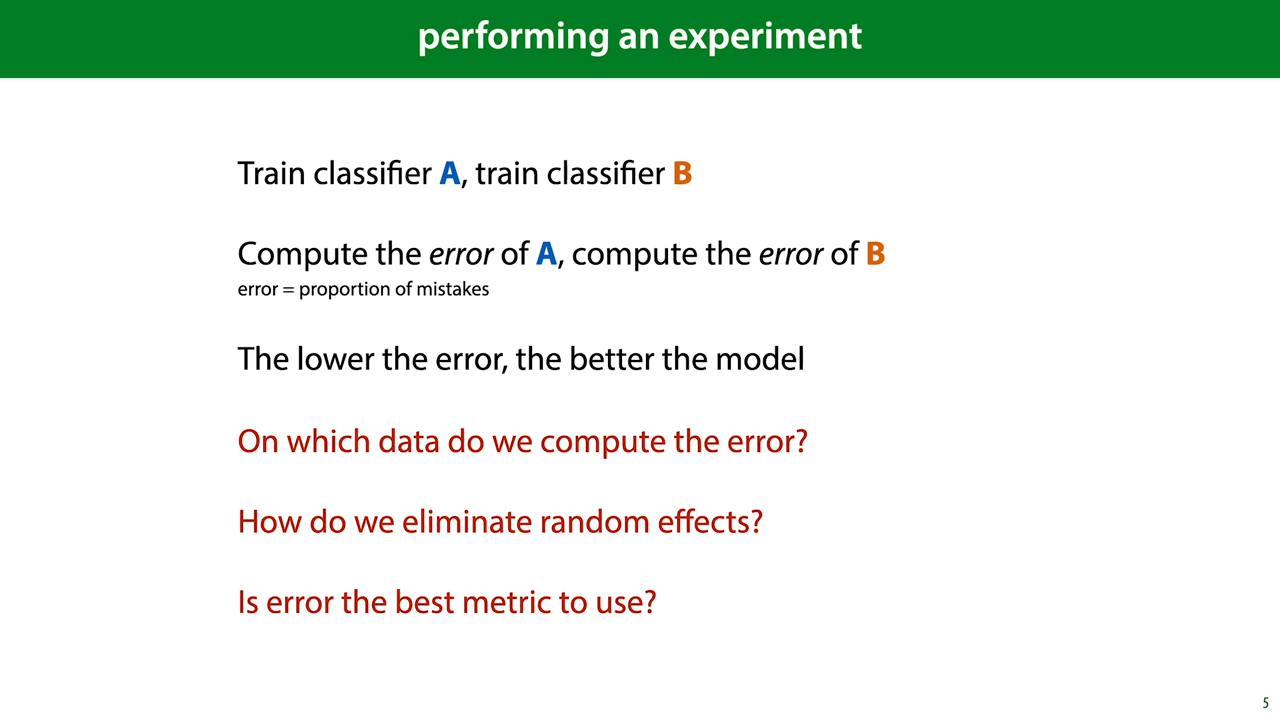 performing an experiment
Train classifier A, train classifier B
Compute the error of A, compute the error of B
error = proportion of mistakes
The lower the error, the better the model
On which data do we compute the error?
How do we eliminate random effects?
Is error the best metric to use?
5